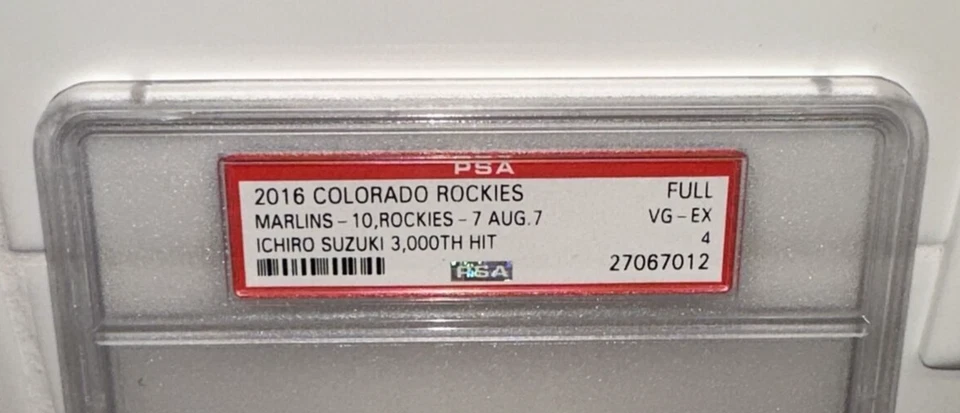 PSA
2016 COLORADO ROCKIES FULL
MARLINS - 10,ROCKIES - 7 AUG.7 VG - EX
ICHIRO SUZUKI 3,000TH HIT 4
PSA 27067012